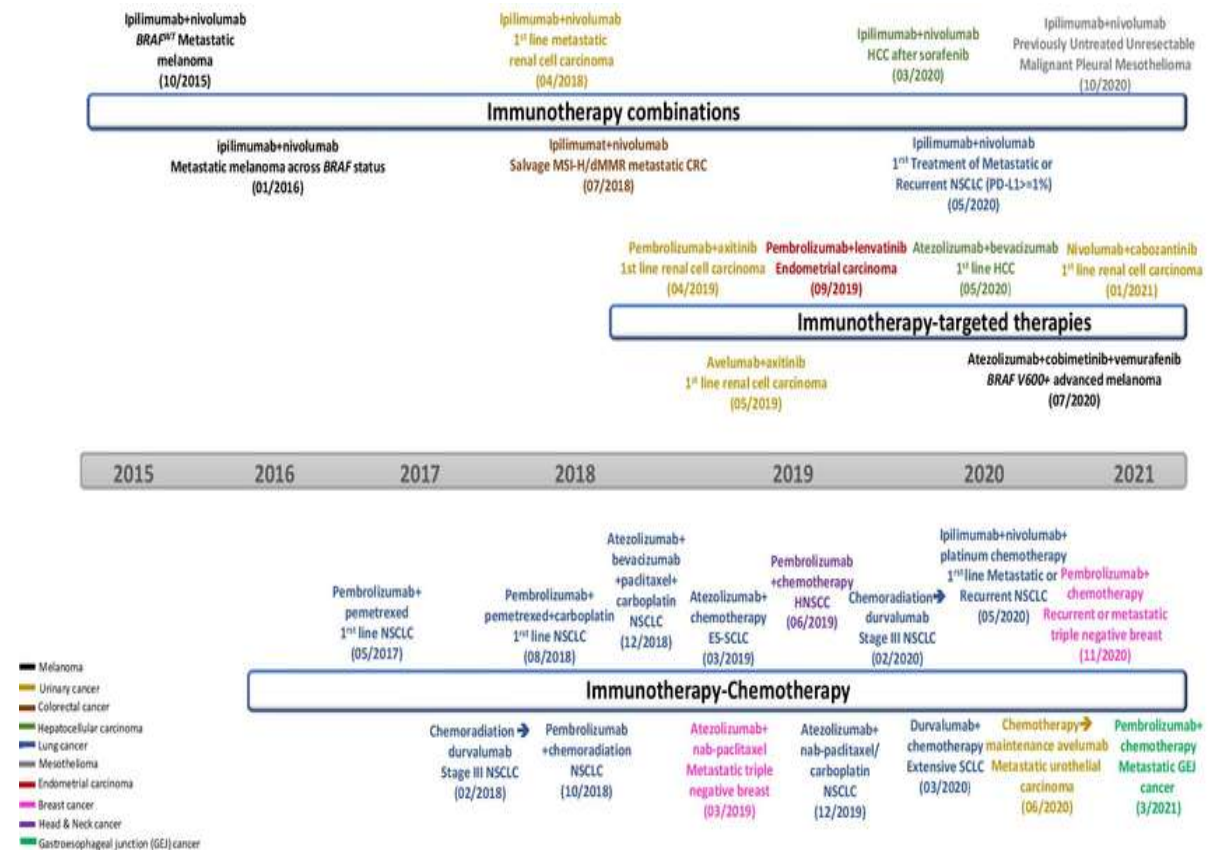 Ipilimumab+nivolumab
BRAFWT Metastatic
melanoma
(10/2015)
Ipilimumab+nivolumab
1st line metastatic
renal cell carcinoma
(04/2018)
Ipilimumab+nivolumab
HCC after sorafenib
(03/2020)
Ipilimumab+nivolumab
Previously Untreated Unresectable
Malignant Pleural Mesothelioma
(10/2020)
Immunotherapy combinations
ipilimumab+nivolumab
Metastatic melanoma across BRAF status
(01/2016)
Ipilimumat+nivolumab
Salvage MSI-H/dMMR metastatic CRC
(07/2018)
Ipilimumab+nivolumab
1rst Treatment of Metastatic or
Recurrent NSCLC (PD-L1>=1%)
(05/2020)
Pembrolizumab+axitinib
1st line renal cell carcinoma
(04/2019)
Pembrolizumab+lenvatinib
Endometrial carcinoma
(09/2019)
Atezolizumab+bevacizumab
1st line HCC
(05/2020)
Nivolumab+cabozantinib
1st line renal cell carcinoma
(01/2021)
Immunotherapy-targeted therapies
Avelumab+axitinib
1st line renal cell carcinoma
(05/2019)
Atezolizumab+cobimetinib+vemurafenib
BRAF V600+ advanced melanoma
(07/2020)
2015 2016 2017 2018 2019 2020 2021
Pembrolizumab+
pemetrexed
1rst line NSCLC
(05/2017)
Pembrolizumab+
pemetrexed+carboplatin
1rst line NSCLC
(08/2018)
Atezolizumab+
bevacizumab
+paclitaxel+
carboplatin
NSCLC
(12/2018)
Atezolizumab+
chemotherapy
ES-SCLC
(03/2019)
Pembrolizumab
+chemotherapy
HNSCC
(06/2019)
Chemoradiation➔
durvalumab
Stage III NSCLC
(02/2020)
Ipilimumab+nivolumab+
platinum chemotherapy
1rst line Metastatic or
Recurrent NSCLC
(05/2020)
Pembrolizumab+
chemotherapy
Recurrent or metastatic
triple negative breast
(11/2020)
Immunotherapy-Chemotherapy
Chemoradiation➔
durvalumab
Stage III NSCLC
(02/2018)
Pembrolizumab
+chemoradiation
NSCLC
(10/2018)
Atezolizumab+
nab-paclitaxel
Metastatic triple
negative breast
(03/2019)
Atezolizumab+
nab-paclitaxel/
carboplatin
NSCLC
(12/2019)
Durvalumab+
chemotherapy
Extensive SCLC
(03/2020)
Chemotherapy➔
maintenance avelumab
Metastatic urothelial
carcinoma
(06/2020)
Pembrolizumab+
chemotherapy
Metastatic GEJ
cancer
(3/2021)
Melanoma
Urinary cancer
Colorectal cancer
Hepatocellular carcinoma
Lung cancer
Mesothelioma
Endometrial carcinoma
Breast cancer
Head & Neck cancer
Gastroesophageal junction (GEJ) cancer